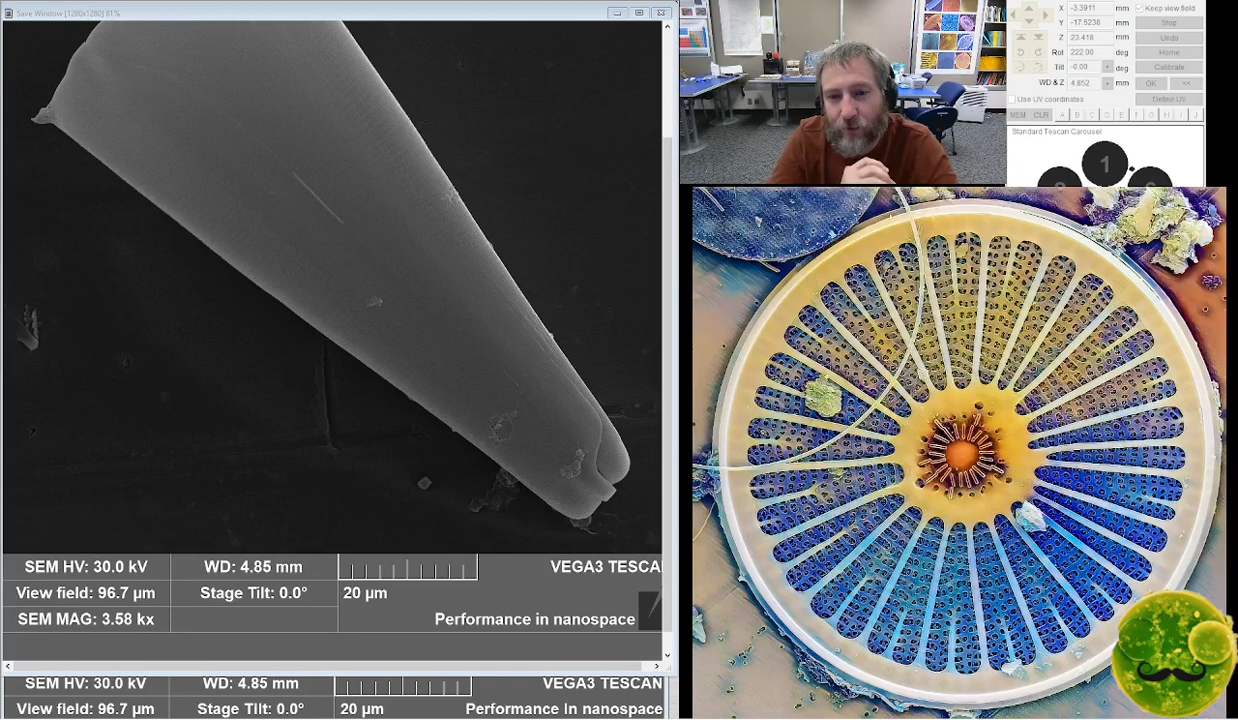 Save Window [1280x1280] 81%
SEM HV: 30.0 kV
WD: 4.85 mm
VEGA3 TESCA
View field: 96.7 µm
Stage Tilt: 0.0°
20 µm
SEM MAG: 3.58 kx
Performance in nanospace
SEM HV: 30.0 kV
WD: 4.85 mm
VEGA3 TESCAN
View field: 96.7 µm
Stage Tilt: 0.0°
20 µm
Performance in nanospace
X -3.3911 mm
Keep view field
Y -17.5238 mm
Stop
Z 23.418 mm
Undo
Rot 222.00 deg
Home
Tilt -0.00 deg
Calibrate
WD & Z 4.852 mm
OK <<
Use UV coordinates
Define UV
MEM CLR A B C D E F G H I J
Standard Tescan Carousel
1